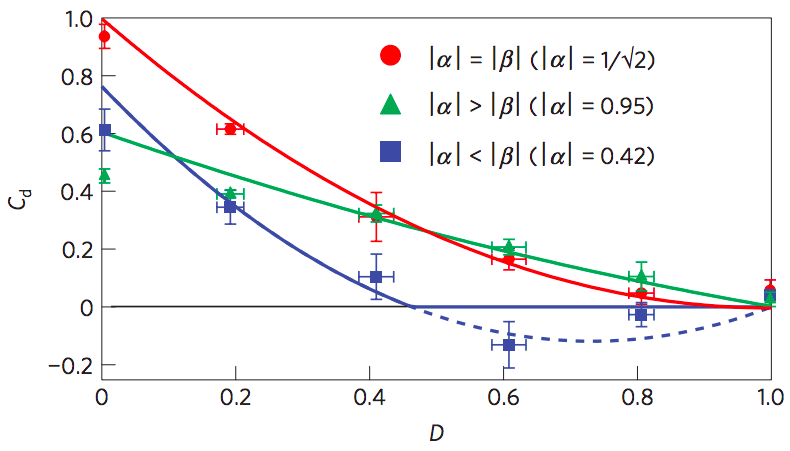 1.0
0.8
0.6
0.4
0.2
0
−0.2
C_d
|α| = |β| (|α| = 1/√2)
|α| > |β| (|α| = 0.95)
|α| < |β| (|α| = 0.42)
0 0.2 0.4 0.6 0.8 1.0
D